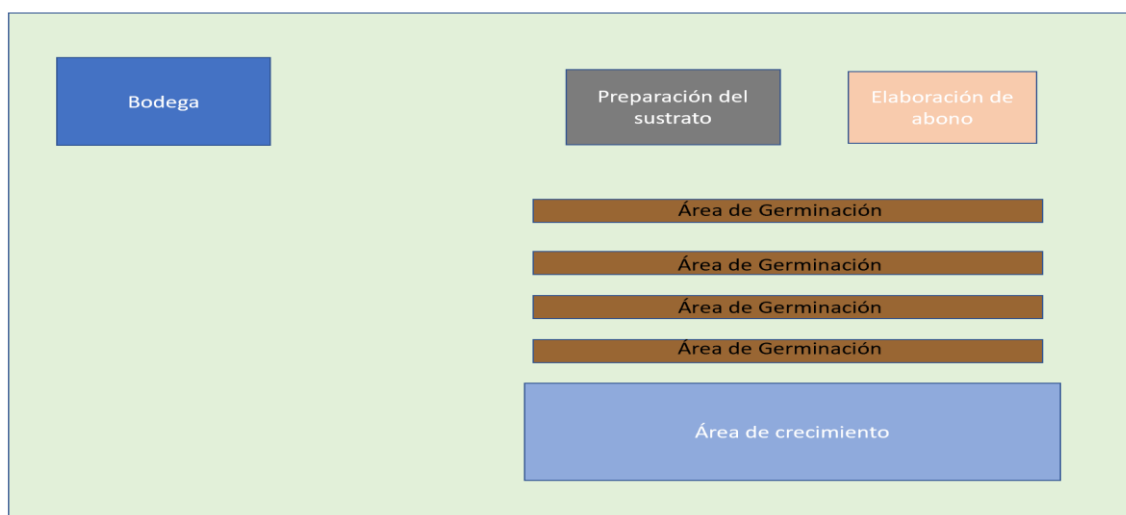 Bodega
Preparación del
sustrato
Elaboración de
abono
Área de Germinación
Área de Germinación
Área de Germinación
Área de Germinación
Área de crecimiento